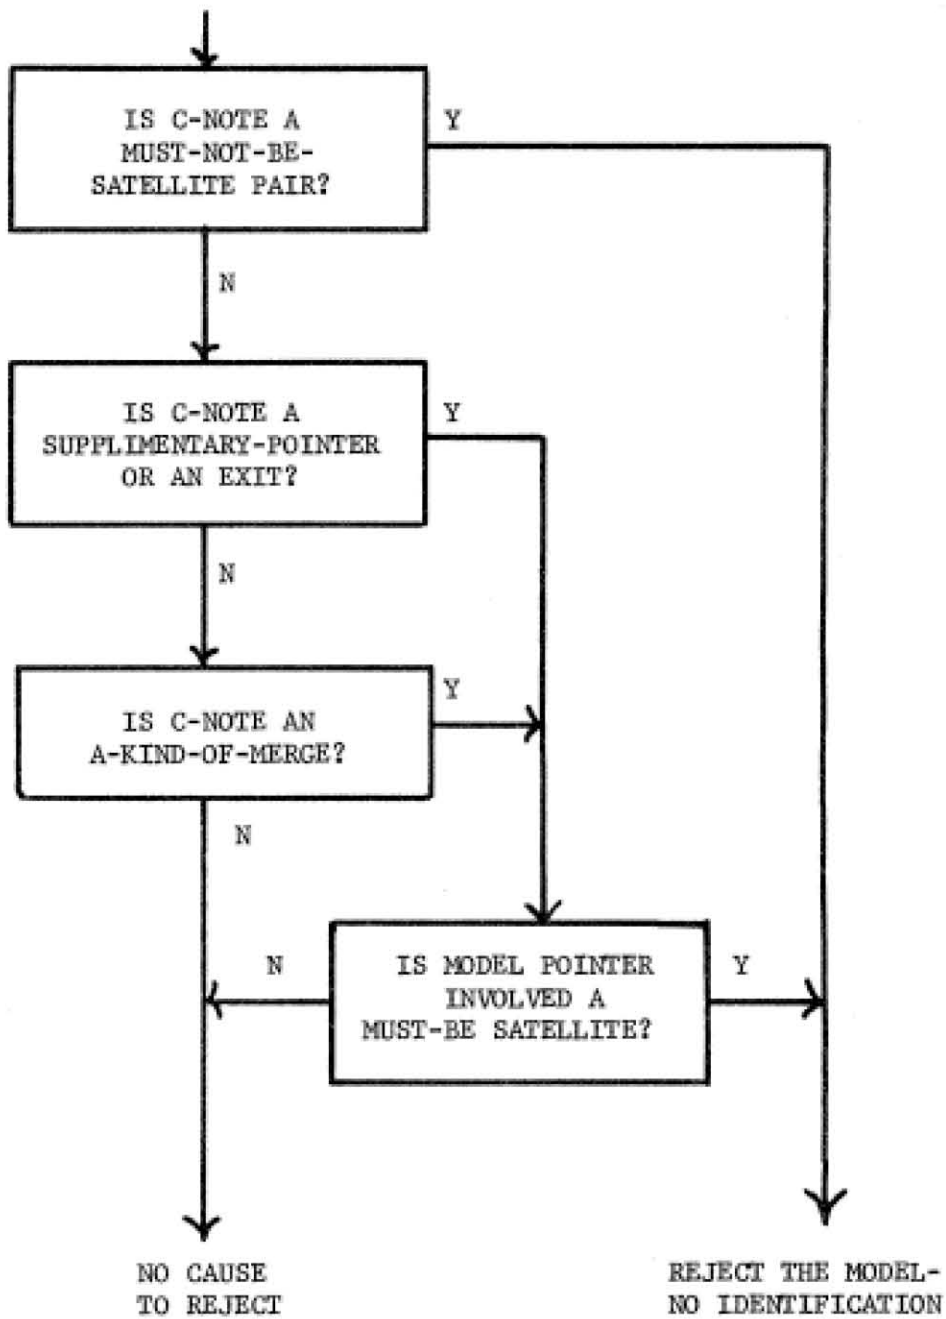 IS C-NOTE A
MUST-NOT-BE-
SATELLITE PAIR?
Y
N
IS C-NOTE A
SUPPLIMENTARY-POINTER
OR AN EXIT?
Y
N
IS C-NOTE AN
A-KIND-OF-MERGE?
Y
N
N
IS MODEL POINTER
INVOLVED A
MUST-BE SATELLITE?
Y
NO CAUSE
TO REJECT
REJECT THE MODEL-
NO IDENTIFICATION